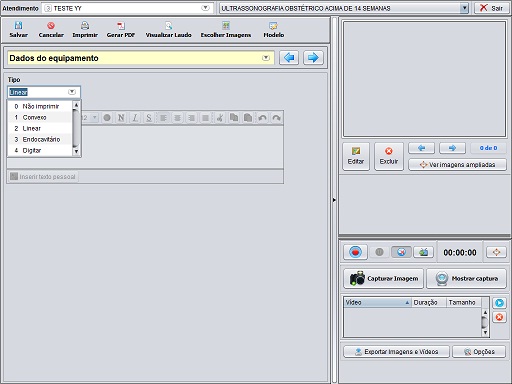 Atendimento 3 TESTE YY ULTRASSONOGRAFIA OBSTÉTRICO ACIMA DE 14 SEMANAS Sair
Salvar Cancelar Imprimir Gerar PDF Visualizar Laudo Escolher Imagens Modelo
Dados do equipamento
Tipo
Linear
0 Não imprimir
1 Convexo
2 Linear
3 Endocavitário
4 Digitar
12 N I S
Inserir texto pessoal
Editar Excluir 0 de 0
Ver imagens ampliadas
00:00:00
Capturar Imagem Mostrar captura
Vídeo Duração Tamanho
Exportar Imagens e Vídeos Opções